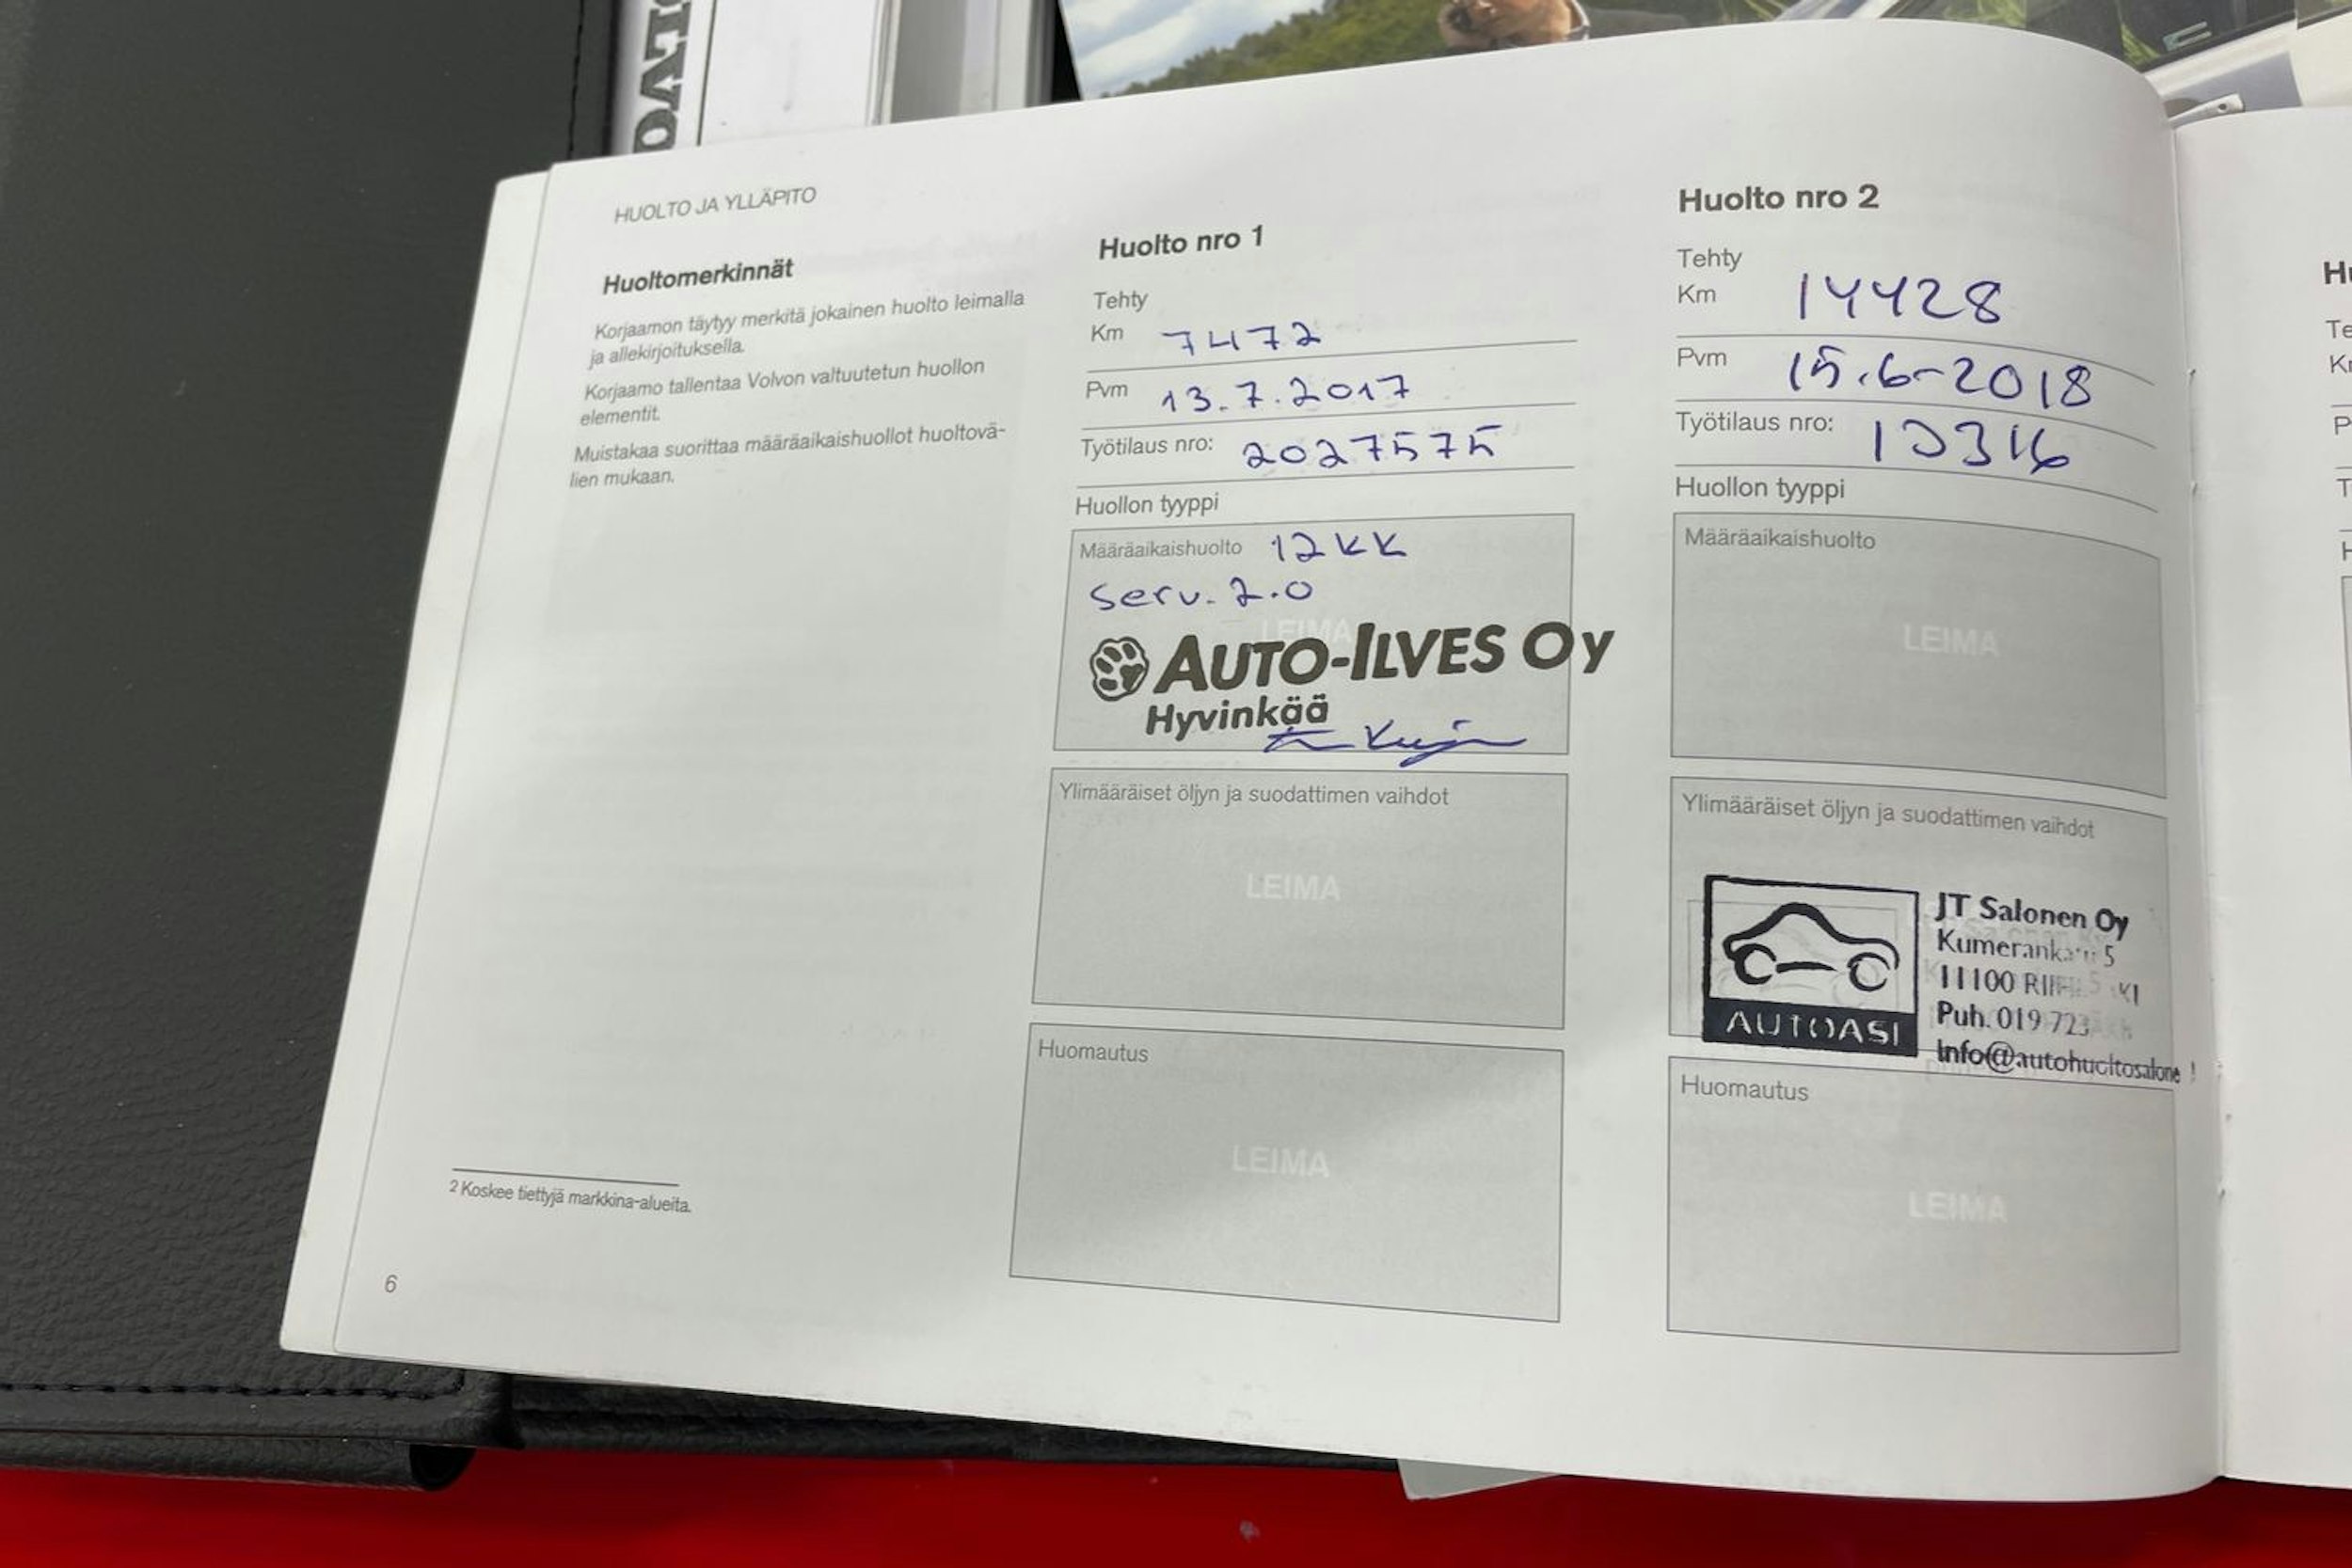 VOLVO
HUOLTO JA YLLÄPITO
Huoltomerkinnät
Korjaamon täytyy merkitä jokainen huolto leimalla
ja allekirjoituksella.
Korjaamo tallentaa Volvon valtuutetun huollon
elementit.
Muistakaa suorittaa määräaikaishuollot huoltovä-
lien mukaan.
2 Koskee tiettyjä markkina-alueita.
6
Huolto nro 1
Tehty
Km 7472
Pvm 13.7.2017
Työtilaus nro: 2027575
Huollon tyyppi
Määräaikaishuolto 12KK
Serv. 2.0
LEIMA
AUTO-ILVES Oy
Hyvinkää
Ylimääräiset öljyn ja suodattimen vaihdot
LEIMA
Huomautus
LEIMA
Huolto nro 2
Tehty
Km 14428
Pvm 15.6-2018
Työtilaus nro:
Huollon tyyppi
Määräaikaishuolto
LEIMA
Ylimääräiset öljyn ja suodattimen vaihdot
AUTOASI
JT Salonen Oy
5
11100
Puh. 019 723
Huomautus
LEIMA